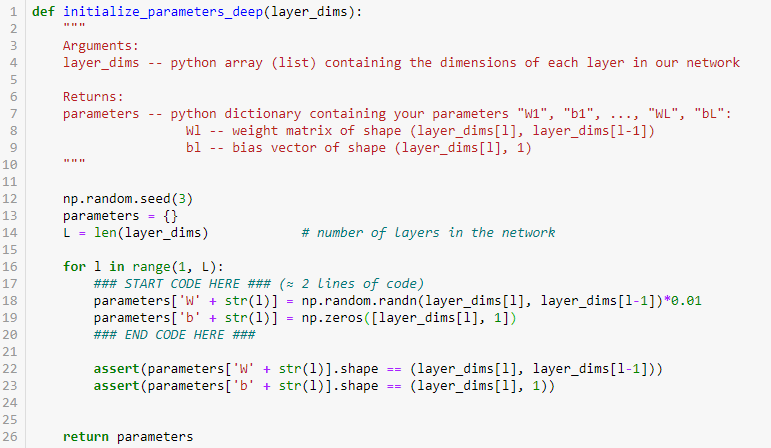 1 def initialize_parameters_deep(layer_dims):
2     """
3     Arguments:
4     layer_dims -- python array (list) containing the dimensions of each layer in our network
5
6     Returns:
7     parameters -- python dictionary containing your parameters "W1", "b1", ..., "WL", "bL":
8                     Wl -- weight matrix of shape (layer_dims[l], layer_dims[l-1])
9                     bl -- bias vector of shape (layer_dims[l], 1)
10     """
11
12     np.random.seed(3)
13     parameters = {}
14     L = len(layer_dims)            # number of layers in the network
15
16     for l in range(1, L):
17         ### START CODE HERE ### (≈ 2 lines of code)
18         parameters['W' + str(l)] = np.random.randn(layer_dims[l], layer_dims[l-1])*0.01
19         parameters['b' + str(l)] = np.zeros([layer_dims[l], 1])
20         ### END CODE HERE ###
21
22         assert(parameters['W' + str(l)].shape == (layer_dims[l], layer_dims[l-1]))
23         assert(parameters['b' + str(l)].shape == (layer_dims[l], 1))
24
25
26     return parameters